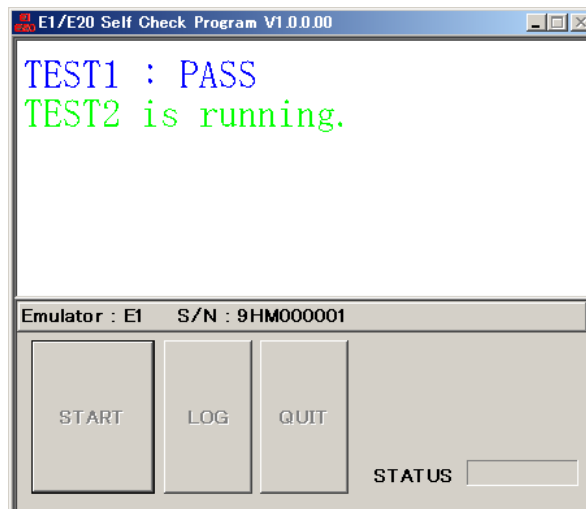 E1/E20 Self Check Program V1.0.0.00
TEST1 : PASS
TEST2 is running.
Emulator : E1 S/N : 9HM000001
START LOG QUIT
STATUS